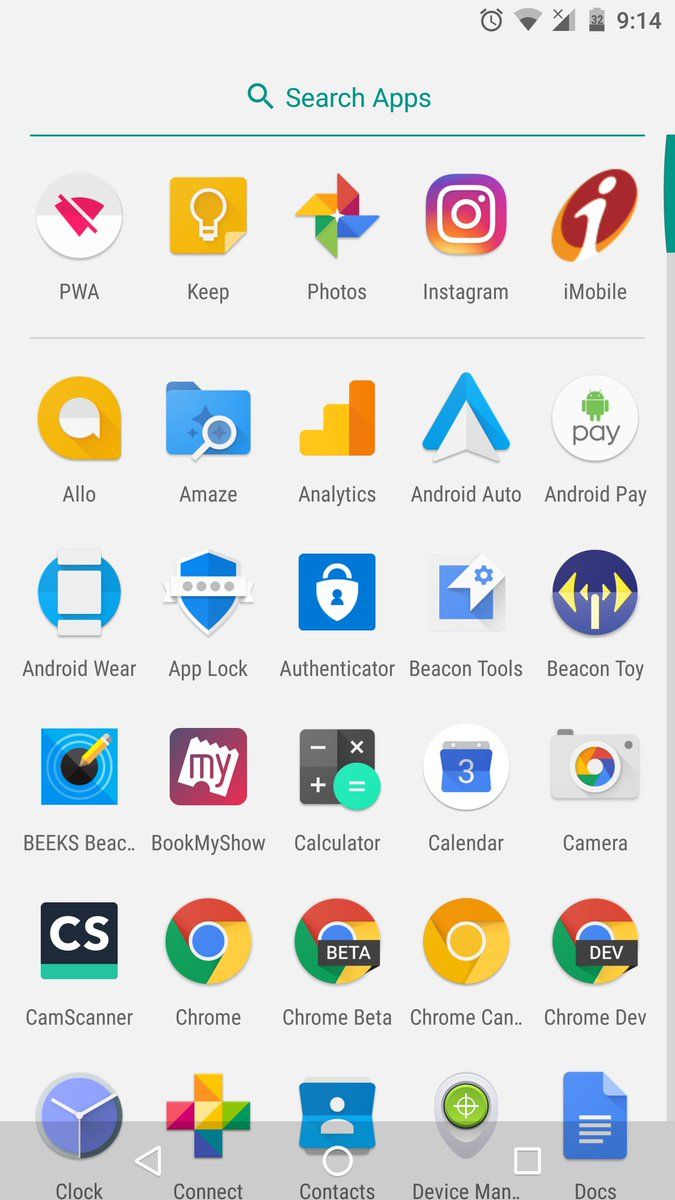 32 9:14
Search Apps
PWA Keep Photos Instagram iMobile
pay
Allo Amaze Analytics Android Auto Android Pay
Android Wear App Lock Authenticator Beacon Tools Beacon Toy
my 3
BEEKS Beac.. BookMyShow Calculator Calendar Camera
CS BETA DEV
CamScanner Chrome Chrome Beta Chrome Can.. Chrome Dev
Clock Connect Contacts Device Man.. Docs